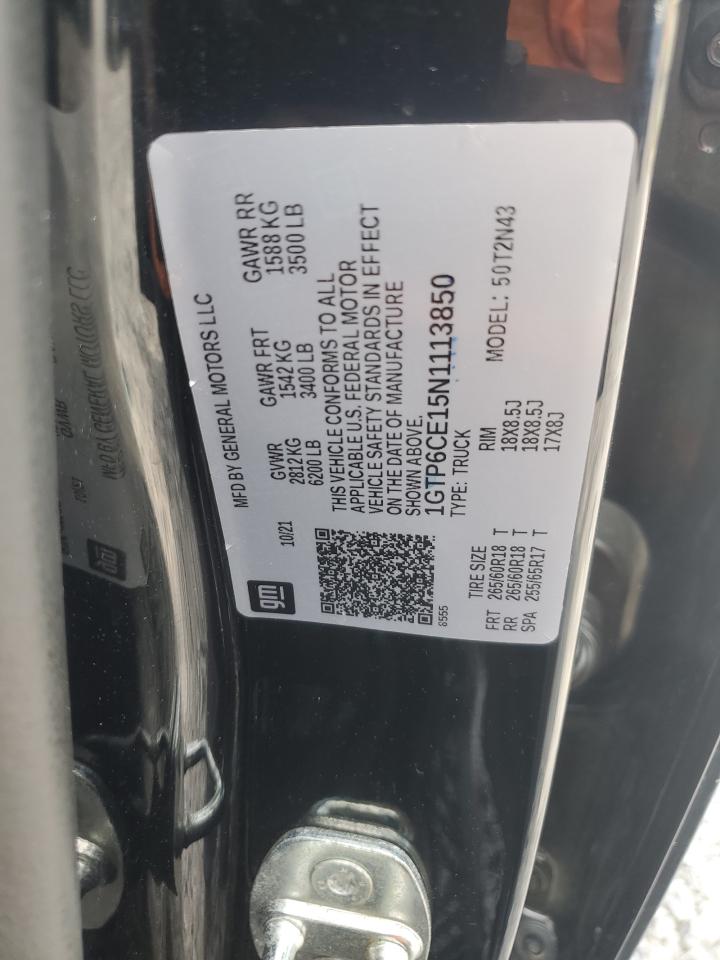 gm
MFD BY GENERAL MOTORS LLC
10/21
GVWR GAWR FRT GAWR RR
2812 KG 1542 KG 1588 KG
6200 LB 3400 LB 3500 LB
THIS VEHICLE CONFORMS TO ALL
APPLICABLE U.S. FEDERAL MOTOR
VEHICLE SAFETY STANDARDS IN EFFECT
ON THE DATE OF MANUFACTURE
SHOWN ABOVE.
1GTP6CE15N1113850
8555
TYPE: TRUCK MODEL: 50T2N43
TIRE SIZE RIM
FRT 265/60R18 T 18X8.5J
RR 265/60R18 T 18X8.5J
SPA 255/65R17 T 17X8J